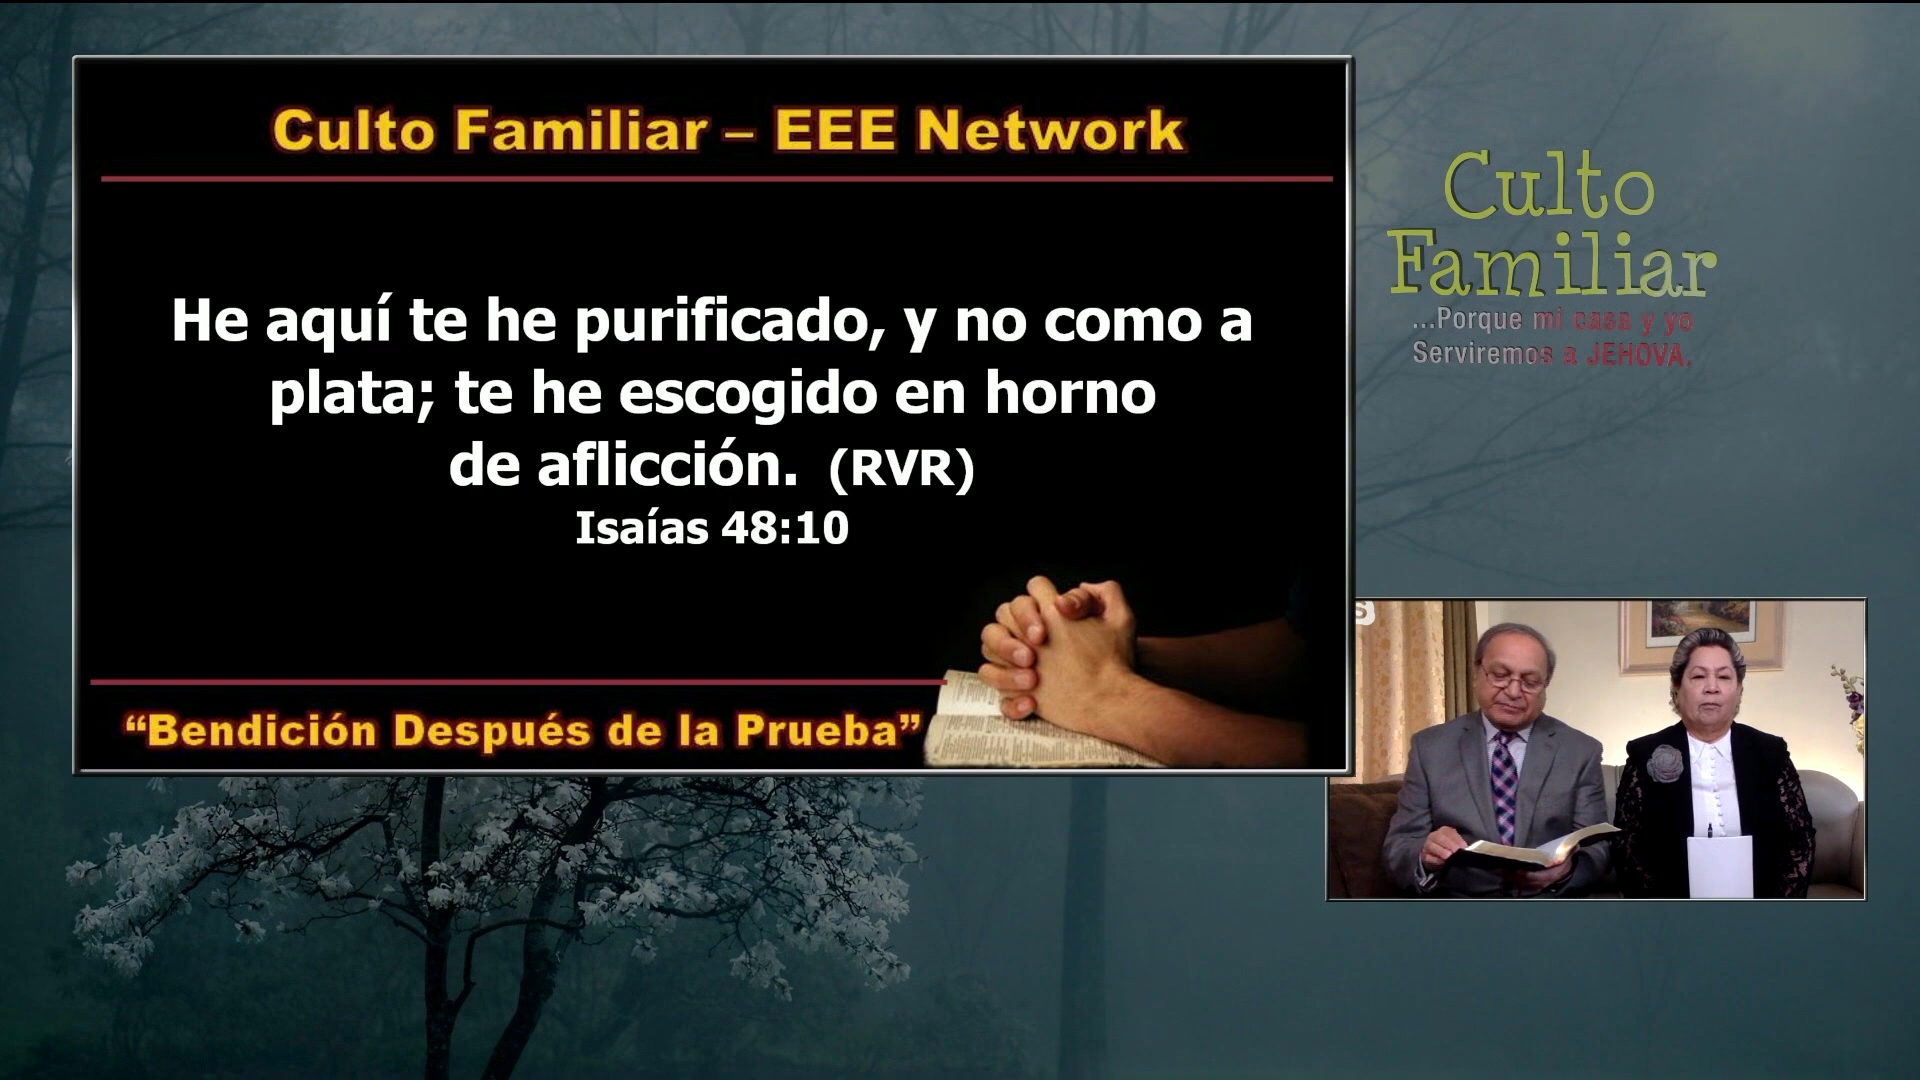 Culto Familiar – EEE Network
He aquí te he purificado, y no como a
plata; te he escogido en horno
de aflicción. (RVR)
Isaías 48:10
“Bendición Después de la Prueba”
Culto
Familiar
...Porque mi casa y yo
Serviremos a JEHOVA.
S